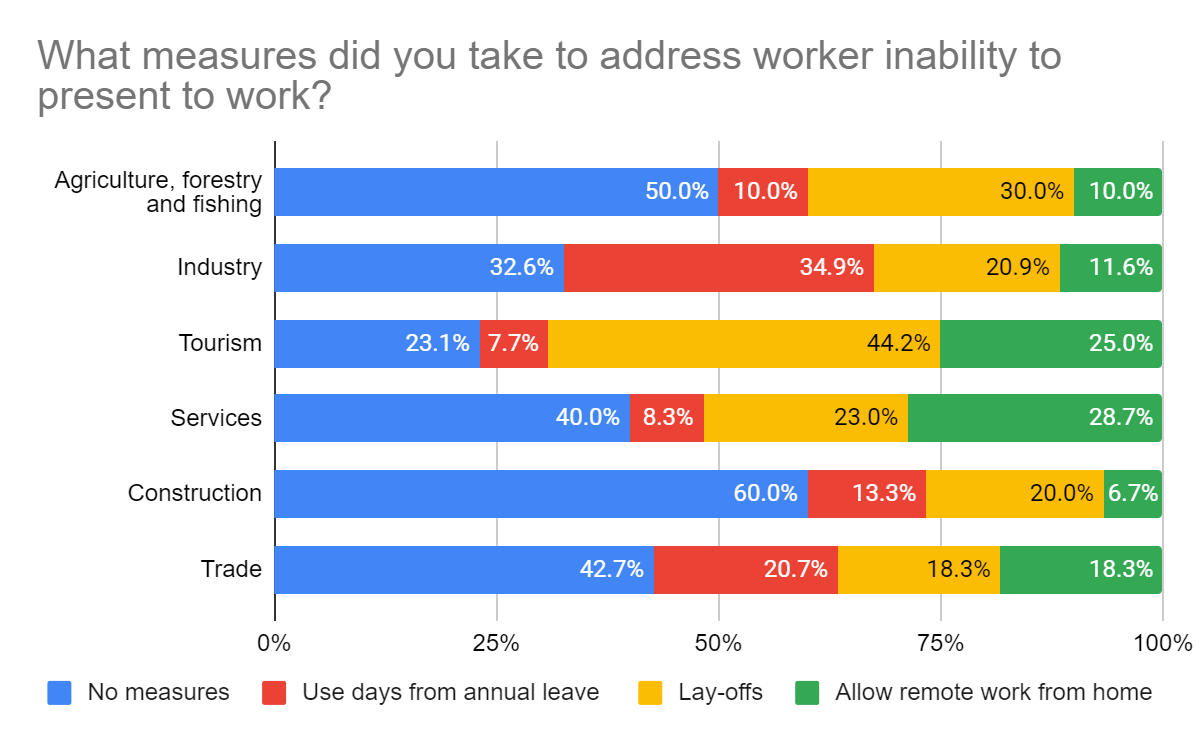 What measures did you take to address worker inability to
present to work?
Agriculture, forestry
and fishing
50.0% 10.0% 30.0% 10.0%
Industry 32.6% 34.9% 20.9% 11.6%
Tourism 23.1% 7.7% 44.2% 25.0%
Services 40.0% 8.3% 23.0% 28.7%
Construction 60.0% 13.3% 20.0% 6.7%
Trade 42.7% 20.7% 18.3% 18.3%
0% 25% 50% 75% 100%
No measures Use days from annual leave Lay-offs Allow remote work from home